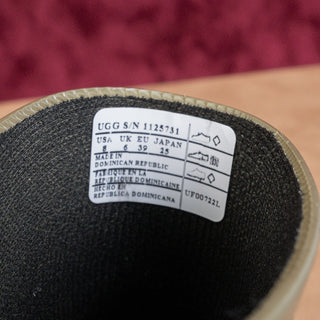 UGG S/N 1125731
USA UK EU JAPAN
8 6 39 25
MADE IN
DOMINICAN REPUBLIC
FABRIQUE EN LA
REPUBLIQUE DOMINICAINE
HECHO EN
REPUBLICA DOMINICANA
UF00722L